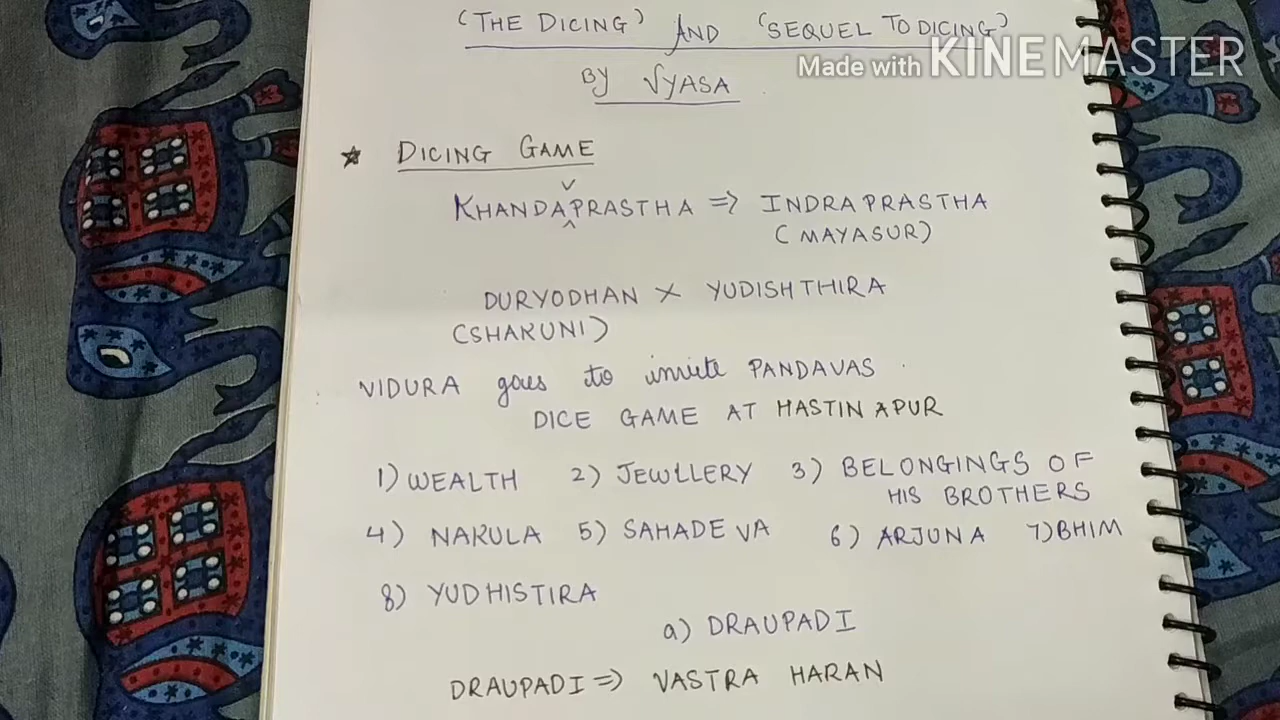 (THE DICING) AND (SEQUEL TO DICING)
Made with KINEMASTER
BY VYASA
★ DICING GAME
V
KHANDAPRASTHA ⇒ INDRAPRASTHA
^
(MAYASUR)
DURYODHAN × YUDISHTHIRA
(SHAKUNI)
VIDURA goes to invite PANDAVAS.
DICE GAME AT HASTINAPUR
1) WEALTH 2) JEWLLERY 3) BELONGINGS OF
HIS BROTHERS
4) NAKULA 5) SAHADEVA 6) ARJUNA 7) BHIM
8) YUDHISTIRA
a) DRAUPADI
DRAUPADI ⇒ VASTRA HARAN